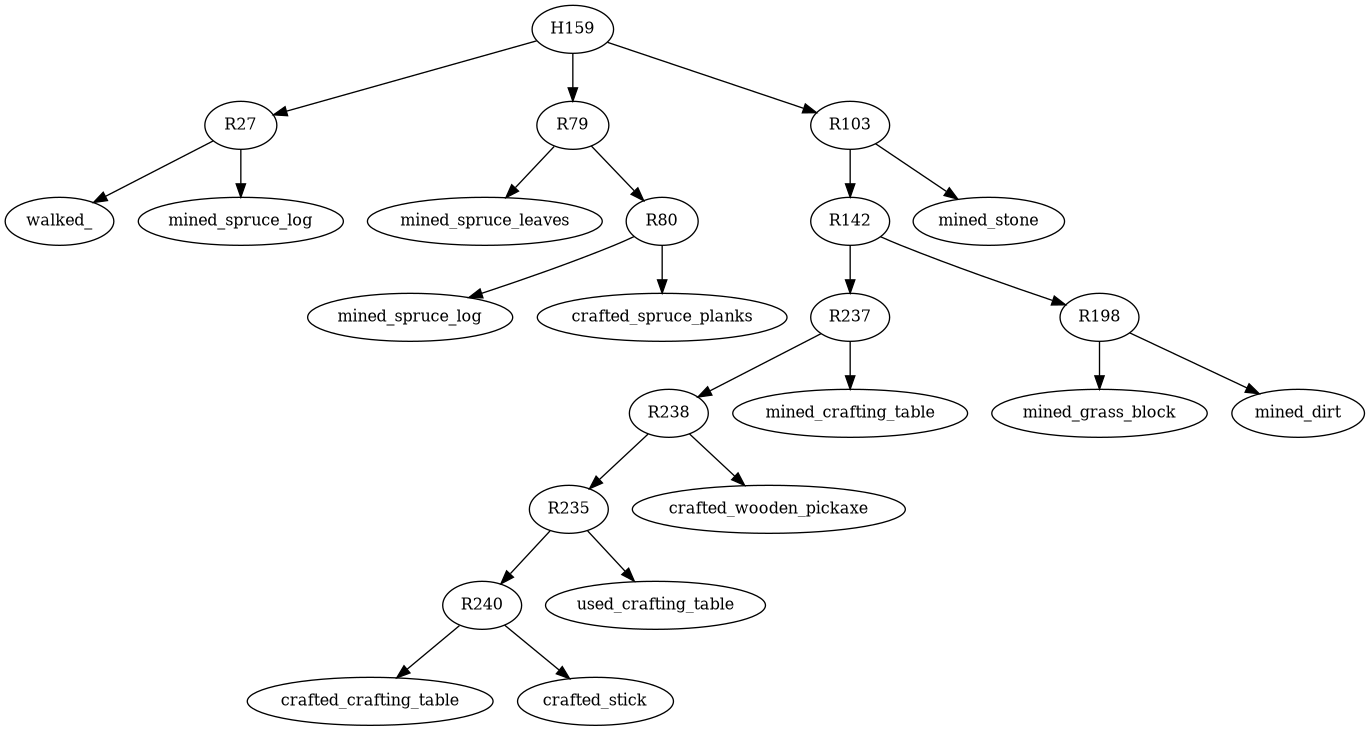 H159
R27
R79
R103
walked_
mined_spruce_log
mined_spruce_leaves
R80
R142
mined_stone
mined_spruce_log
crafted_spruce_planks
R237
R198
R238
mined_crafting_table
mined_grass_block
mined_dirt
R235
crafted_wooden_pickaxe
R240
used_crafting_table
crafted_crafting_table
crafted_stick